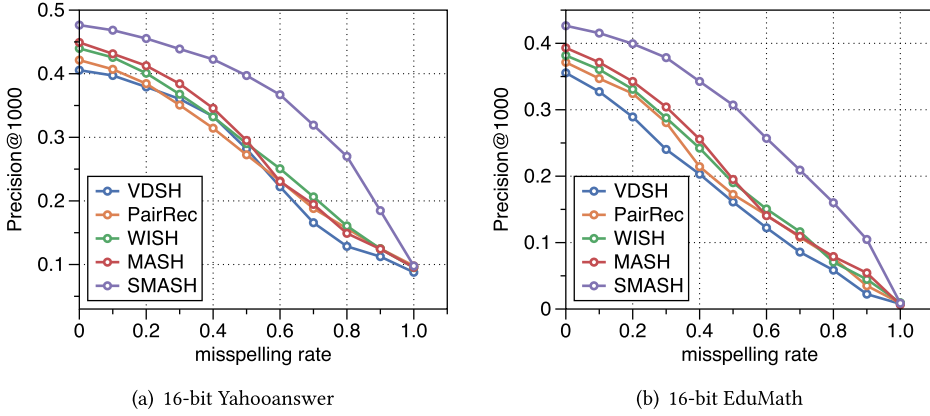 0.5
0.4
0.3
0.2
0.1
Precision@1000
VDSH
PairRec
WISH
MASH
SMASH
0 0.2 0.4 0.6 0.8 1.0
misspelling rate
(a) 16-bit Yahooanswer
0.4
0.3
0.2
0.1
0
Precision@1000
VDSH
PairRec
WISH
MASH
SMASH
0 0.2 0.4 0.6 0.8 1.0
misspelling rate
(b) 16-bit EduMath